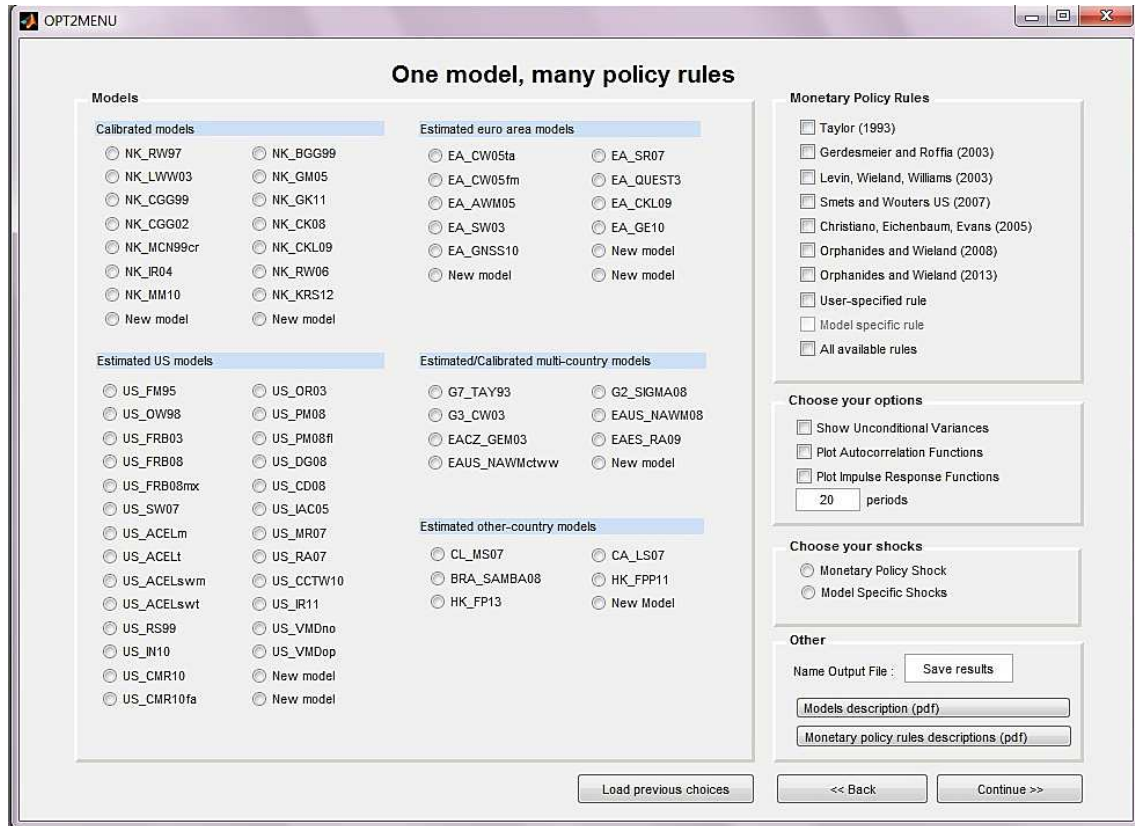 OPT2MENU
One model, many policy rules
Models
Calibrated models
NK_RW97 NK_BGG99
NK_LWW03 NK_GM05
NK_CGG99 NK_GK11
NK_CGG02 NK_CK08
NK_MCN99cr NK_CKL09
NK_IR04 NK_RW06
NK_MM10 NK_KRS12
New model New model
Estimated US models
US_FM95 US_OR03
US_OW98 US_PM08
US_FRB03 US_PM08fl
US_FRB08 US_DG08
US_FRB08mx US_CD08
US_SW07 US_IAC05
US_ACELm US_MR07
US_ACELt US_RA07
US_ACELswm US_CCTW10
US_ACELswt US_IR11
US_RS99 US_VMDno
US_IN10 US_VMDop
US_CMR10 New model
US_CMR10fa New model
Estimated euro area models
EA_CW05ta EA_SR07
EA_CW05fm EA_QUEST3
EA_AWM05 EA_CKL09
EA_SW03 EA_GE10
EA_GNSS10 New model
New model New model
Estimated/Calibrated multi-country models
G7_TAY93 G2_SIGMA08
G3_CW03 EAUS_NAWM08
EACZ_GEM03 EAES_RA09
EAUS_NAWMctww New model
Estimated other-country models
CL_MS07 CA_LS07
BRA_SAMBA08 HK_FPP11
HK_FP13 New Model
Monetary Policy Rules
Taylor (1993)
Gerdesmeier and Roffia (2003)
Levin, Wieland, Williams (2003)
Smets and Wouters US (2007)
Christiano, Eichenbaum, Evans (2005)
Orphanides and Wieland (2008)
Orphanides and Wieland (2013)
User-specified rule
Model specific rule
All available rules
Choose your options
Show Unconditional Variances
Plot Autocorrelation Functions
Plot Impulse Response Functions
20 periods
Choose your shocks
Monetary Policy Shock
Model Specific Shocks
Other
Name Output File : Save results
Models description (pdf)
Monetary policy rules descriptions (pdf)
Load previous choices << Back Continue >>